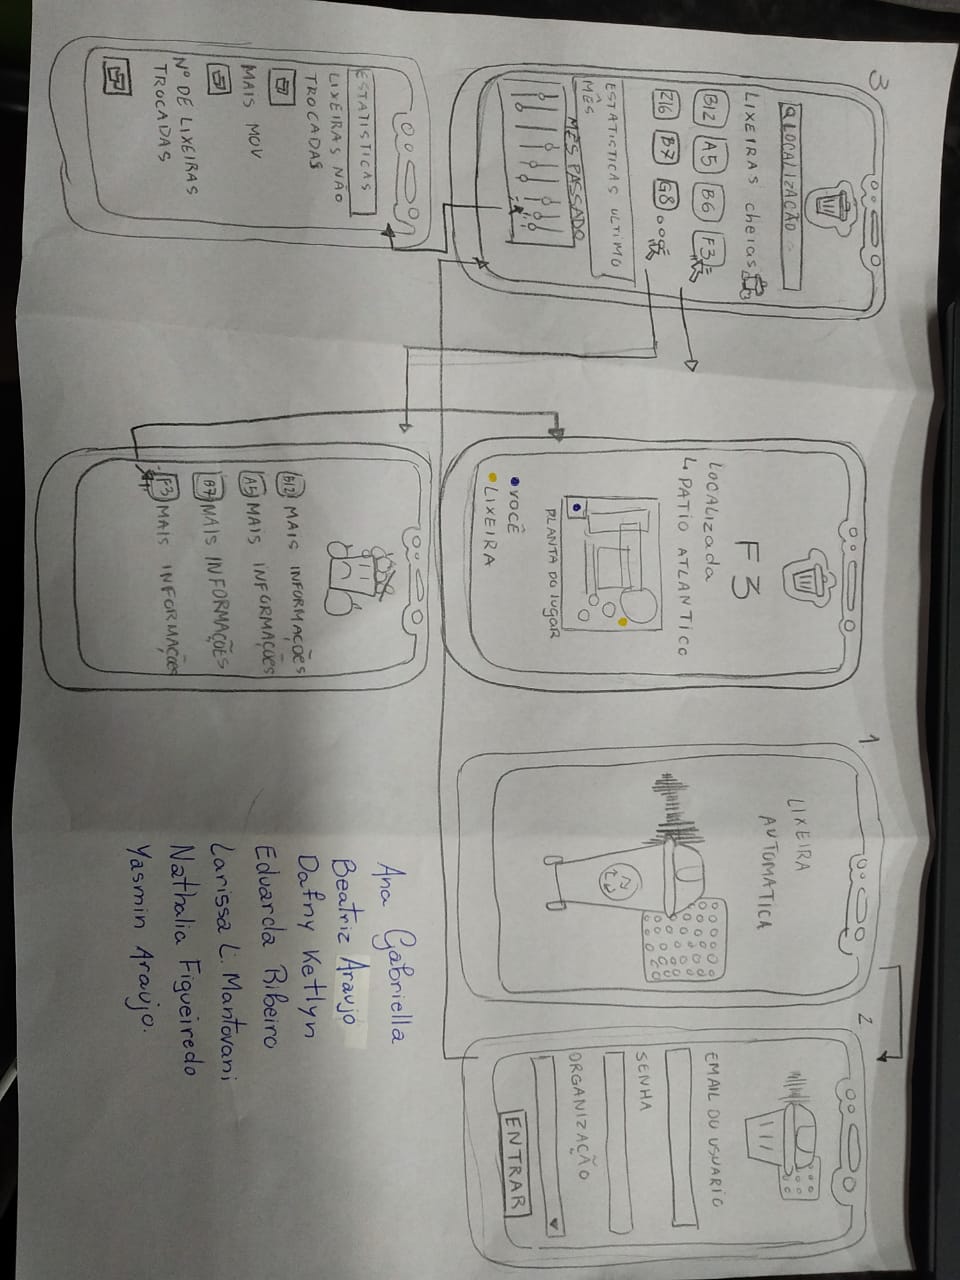 3
LOCALIZAÇÃO
LIXEIRAS cheias
B12 A5 B6 F3
Z16 B7 G8
ESTATISTICAS ULTIMO
MÊS
MÊS PASSADO
F3
LOCALIZADA
↳ PATIO ATLANTICO
PLANTA DO lugar
VOCÊ
LIXEIRA
1
LIXEIRA
AUTOMATICA
2
EMAIL DU USUARIO
SENHA
ORGANIZAÇÃO
ENTRAR
ESTATISTICAS
LIXEIRAS NÃO
TROCADAS
MAIS MOV
Nº DE LIXEIRAS
TROCADAS
B12 MAIS INFORMAÇÕES
A5 MAIS INFORMAÇÕES
B7 MAIS INFORMAÇÕES
F3 MAIS INFORMAÇÕES
Ana Gabriella
Beatriz Araujo
Dafny Ketlyn
Eduarda Ribeiro
Larissa L. Mantovani
Nathalia Figueiredo
Yasmin Araujo.